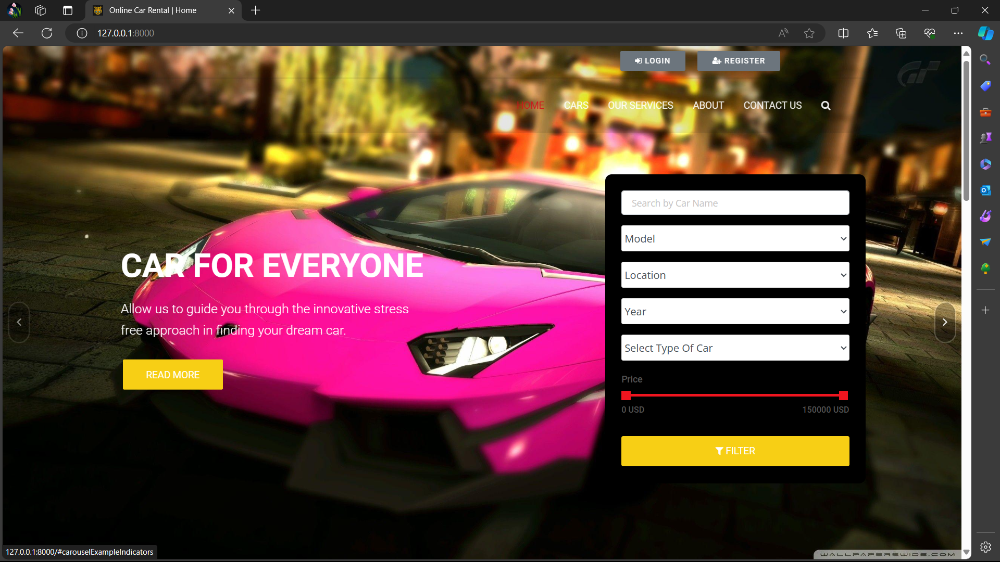 Online Car Rental | Home
127.0.0.1:8000
LOGIN
REGISTER
GT
HOME
CARS
OUR SERVICES
ABOUT
CONTACT US
Search by Car Name
Model
Location
Year
Select Type Of Car
Price
0 USD
150000 USD
FILTER
CAR FOR EVERYONE
Allow us to guide you through the innovative stress
free approach in finding your dream car.
READ MORE
127.0.0.1:8000/#carouselExampleIndicators
WALLPAPERSWIDE.COM